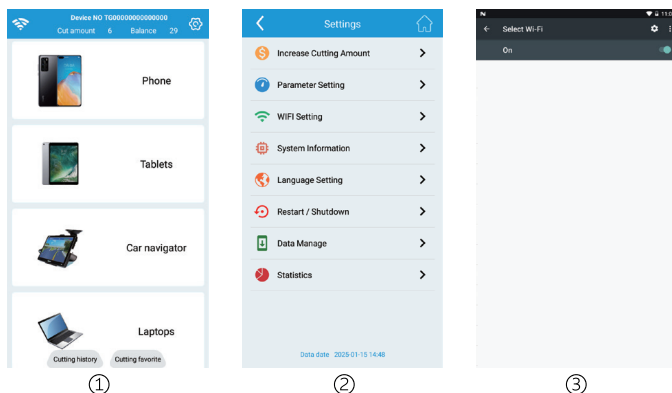 Device NO TG00000000000000
Cut amount 6 Balance 29
Phone
Tablets
Car navigator
Laptops
Cutting history Cutting favorite
①
Settings
Increase Cutting Amount
Parameter Setting
WIFI Setting
System Information
Language Setting
Restart / Shutdown
Data Manage
Statistics
Data date 2025-01-15 14:48
②
Select Wi-Fi
On
③